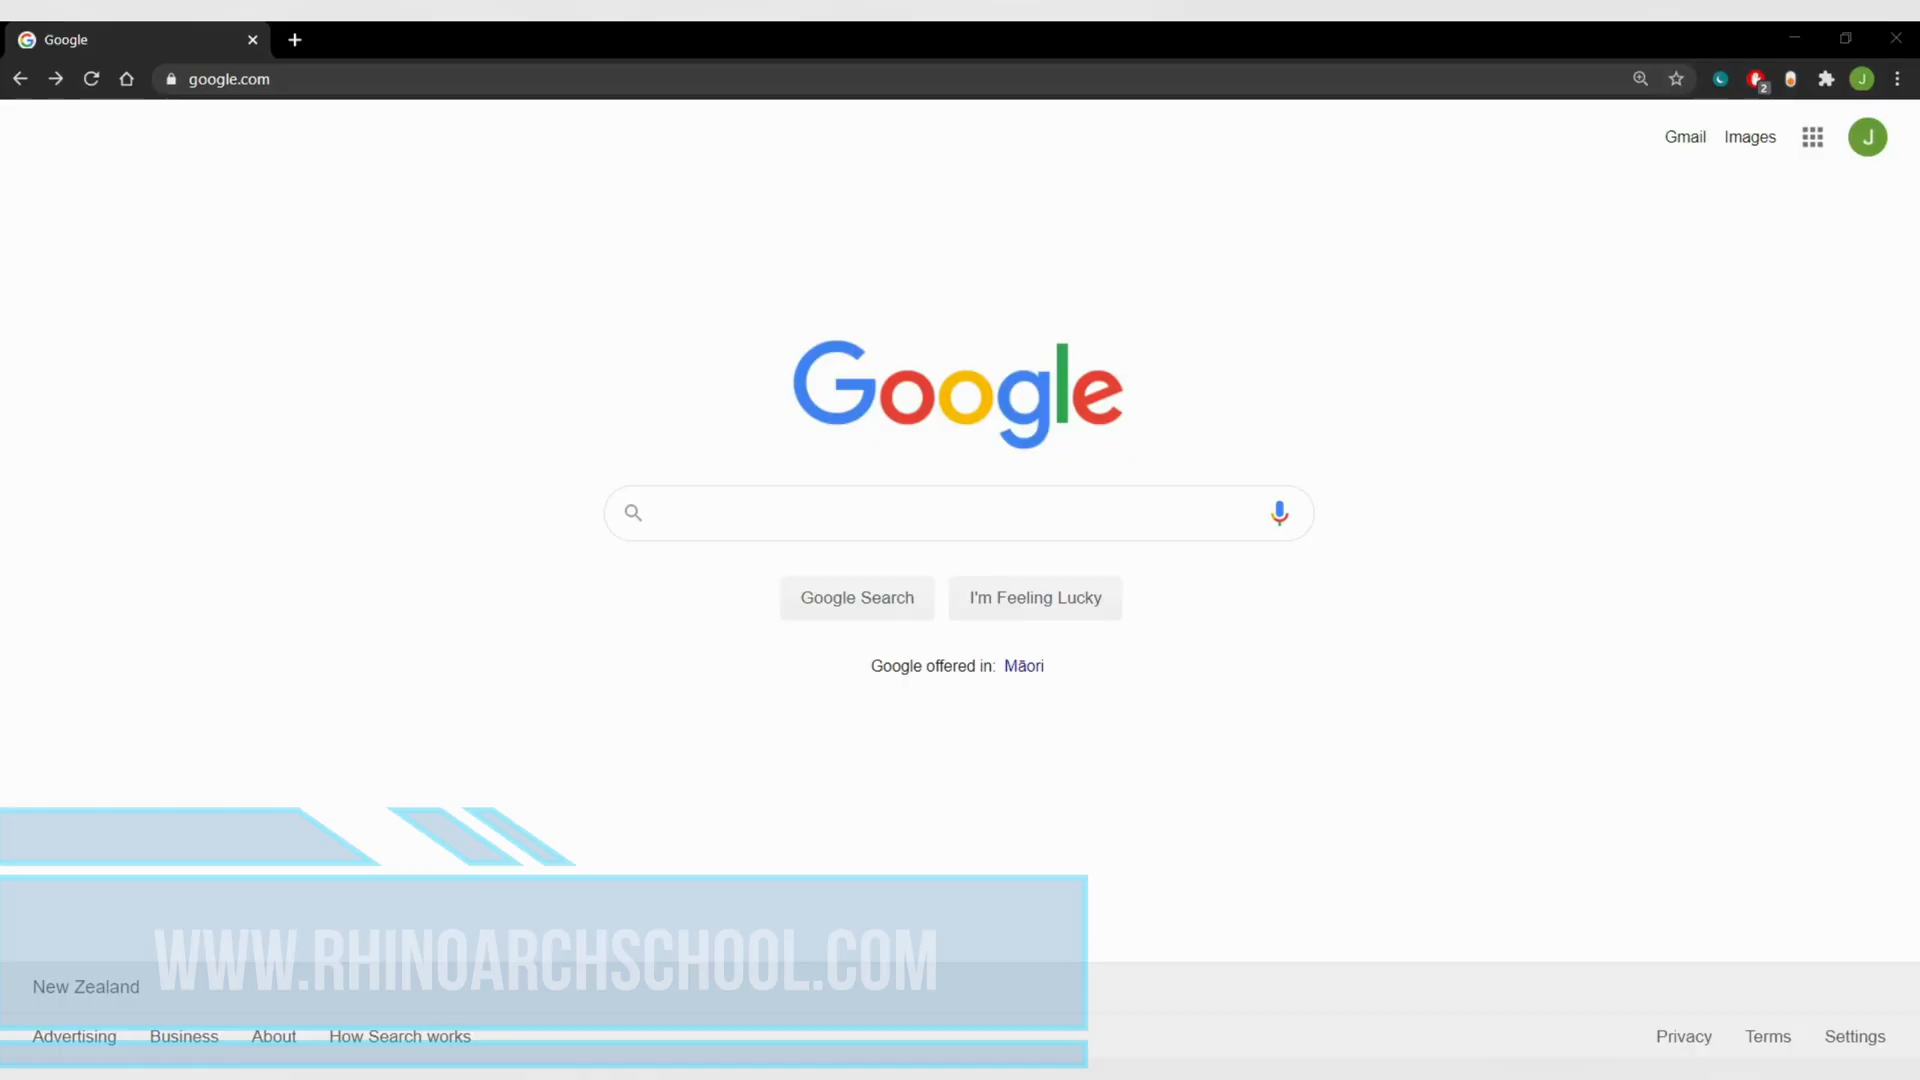 Google
google.com
2
J
Gmail Images
J
Google
Google Search I'm Feeling Lucky
Google offered in: Māori
WWW.RHINOARCHSCHOOL.COM
New Zealand
Advertising Business About How Search works
Privacy Terms Settings